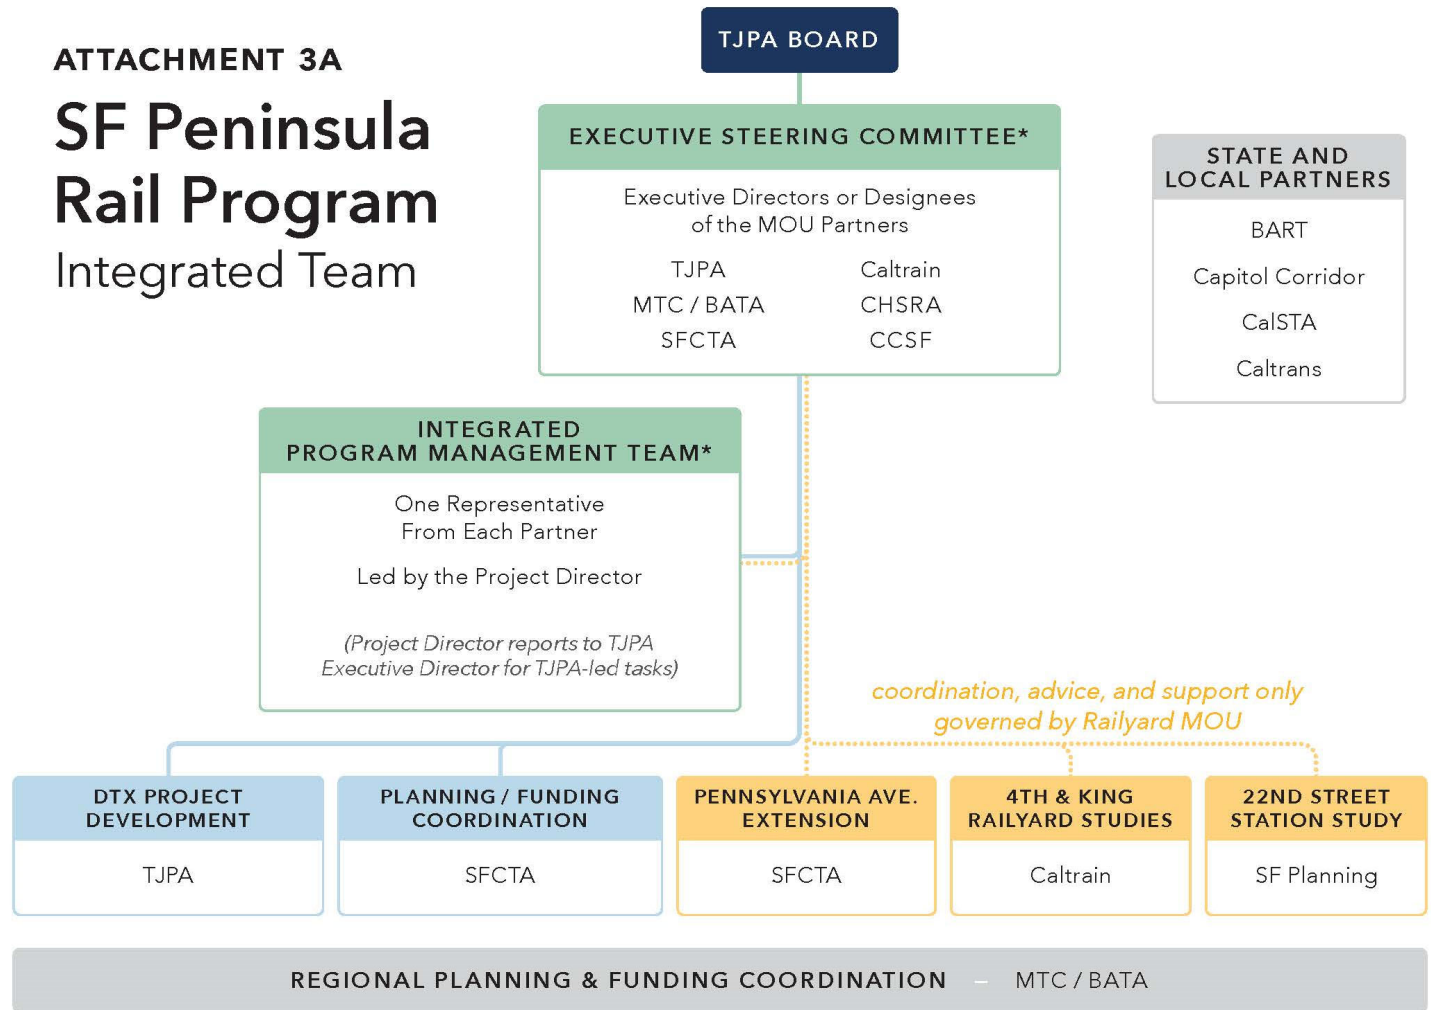 ATTACHMENT 3A
SF Peninsula
Rail Program
Integrated Team
TJPA BOARD
EXECUTIVE STEERING COMMITTEE*
Executive Directors or Designees
of the MOU Partners
TJPA
MTC / BATA
SFCTA
Caltrain
CHSRA
CCSF
STATE AND
LOCAL PARTNERS
BART
Capitol Corridor
CalSTA
Caltrans
INTEGRATED
PROGRAM MANAGEMENT TEAM*
One Representative
From Each Partner
Led by the Project Director
(Project Director reports to TJPA
Executive Director for TJPA-led tasks)
coordination, advice, and support only
governed by Railyard MOU
DTX PROJECT
DEVELOPMENT
TJPA
PLANNING / FUNDING
COORDINATION
SFCTA
PENNSYLVANIA AVE.
EXTENSION
SFCTA
4TH & KING
RAILYARD STUDIES
Caltrain
22ND STREET
STATION STUDY
SF Planning
REGIONAL PLANNING & FUNDING COORDINATION – MTC / BATA